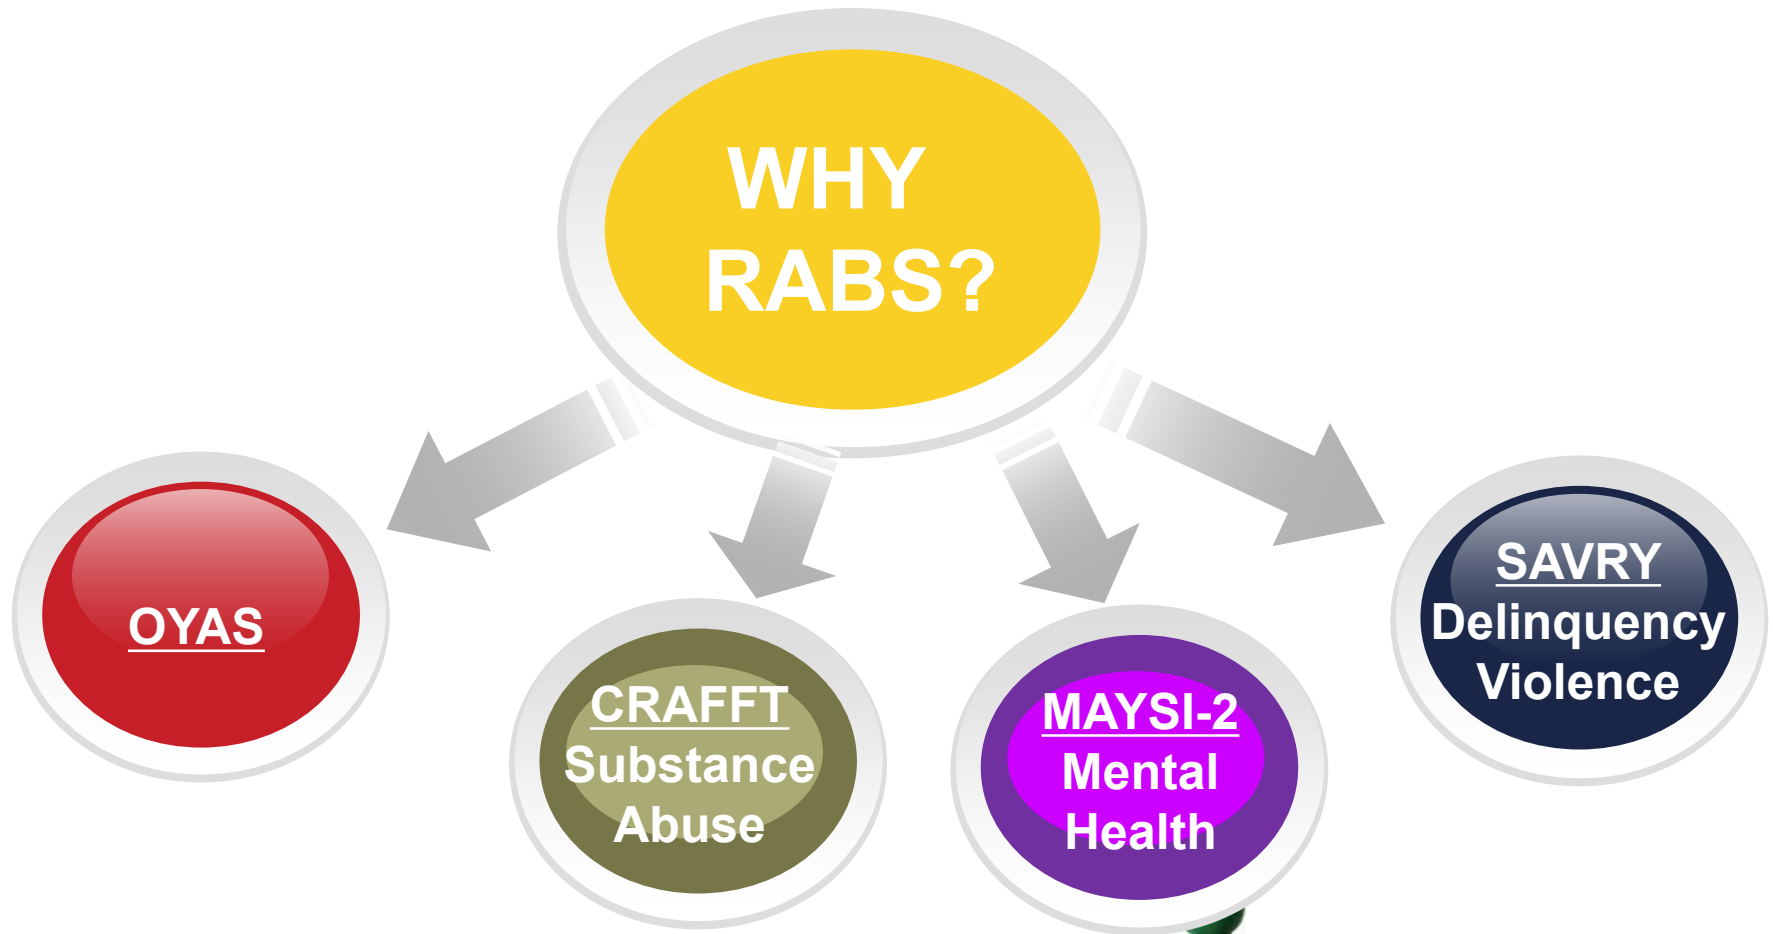 WHY
RABS?
OYAS
CRAFFT
Substance
Abuse
MAYSI-2
Mental
Health
SAVRY
Delinquency
Violence